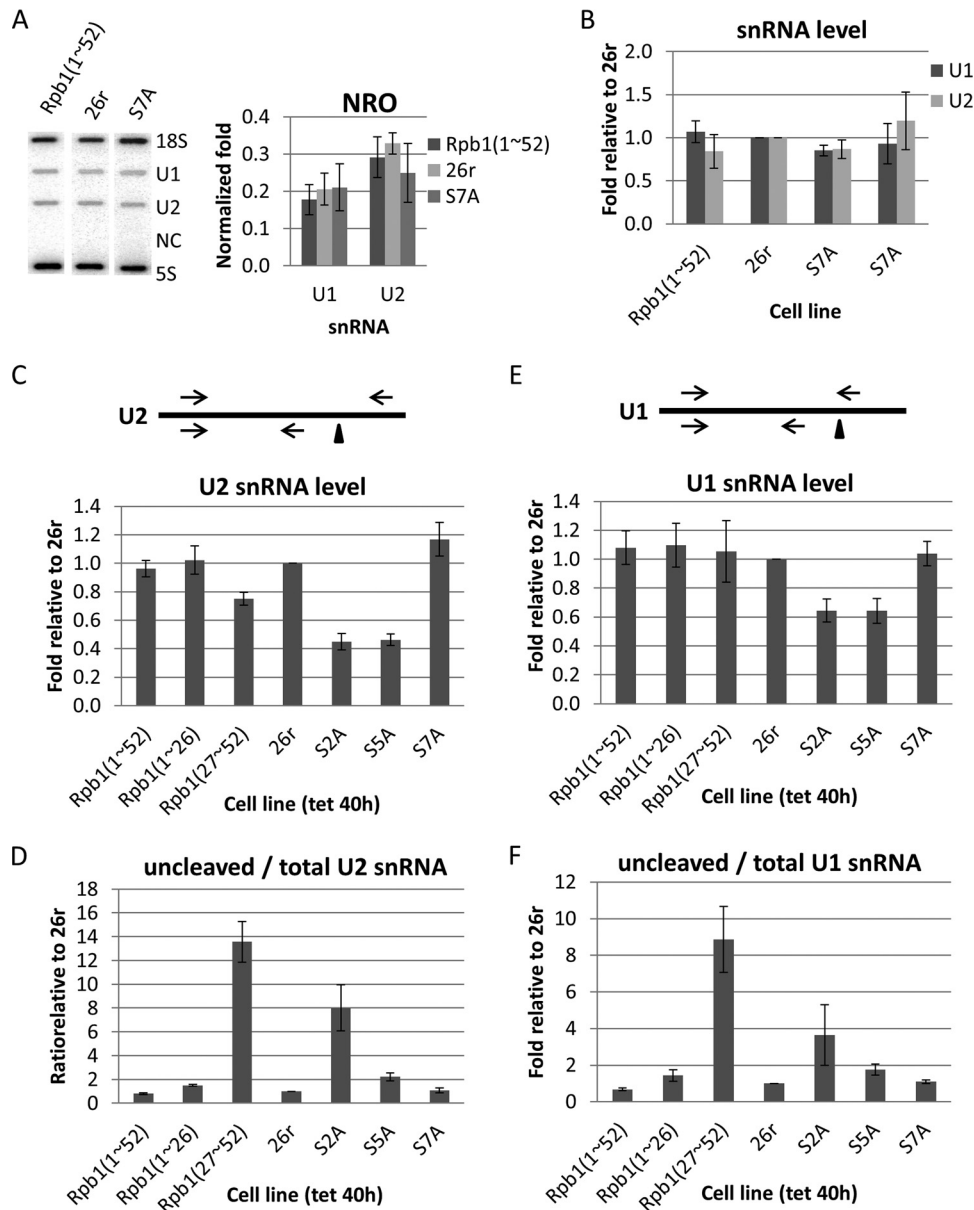 A
Rpb1(1~52)
26r
S7A
18S
U1
U2
NC
5S
NRO
Normalized fold
0.4
0.3
0.2
0.1
0.0
U1
U2
snRNA
Rpb1(1~52)
26r
S7A
B
snRNA level
Fold relative to 26r
2.0
1.5
1.0
0.5
0.0
Rpb1(1~52)
26r
S7A
S7A
Cell line
U1
U2
C
U2
U2 snRNA level
Fold relative to 26r
1.4
1.2
1.0
0.8
0.6
0.4
0.2
0.0
Rpb1(1~52)
Rpb1(1~26)
Rpb1(27~52)
26r
S2A
S5A
S7A
Cell line (tet 40h)
E
U1
U1 snRNA level
Fold relative to 26r
1.4
1.2
1.0
0.8
0.6
0.4
0.2
0.0
Rpb1(1~52)
Rpb1(1~26)
Rpb1(27~52)
26r
S2A
S5A
S7A
Cell line (tet 40h)
D
uncleaved / total U2 snRNA
Ratiorelative to 26r
18
16
14
12
10
8
6
4
2
0
Rpb1(1~52)
Rpb1(1~26)
Rpb1(27~52)
26r
S2A
S5A
S7A
Cell line (tet 40h)
F
uncleaved / total U1 snRNA
Fold relative to 26r
12
10
8
6
4
2
0
Rpb1(1~52)
Rpb1(1~26)
Rpb1(27~52)
26r
S2A
S5A
S7A
Cell line (tet 40h)